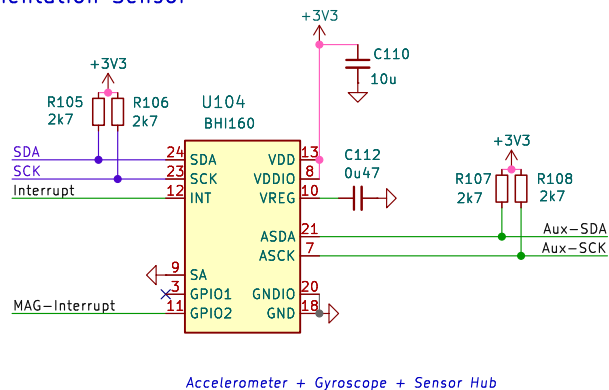 entation Sensor
+3V3
C110
10u
+3V3
R105
2k7
R106
2k7
U104
BHI160
SDA
24
SDA
VDD
13
SCK
23
SCK
VDDIO
8
Interrupt
12
INT
VREG
10
C112
0u47
+3V3
R107
2k7
R108
2k7
ASDA
21
Aux-SDA
ASCK
7
Aux-SCK
9
SA
3
GPIO1
GNDIO
20
MAG-Interrupt
11
GPIO2
GND
18
Accelerometer + Gyroscope + Sensor Hub